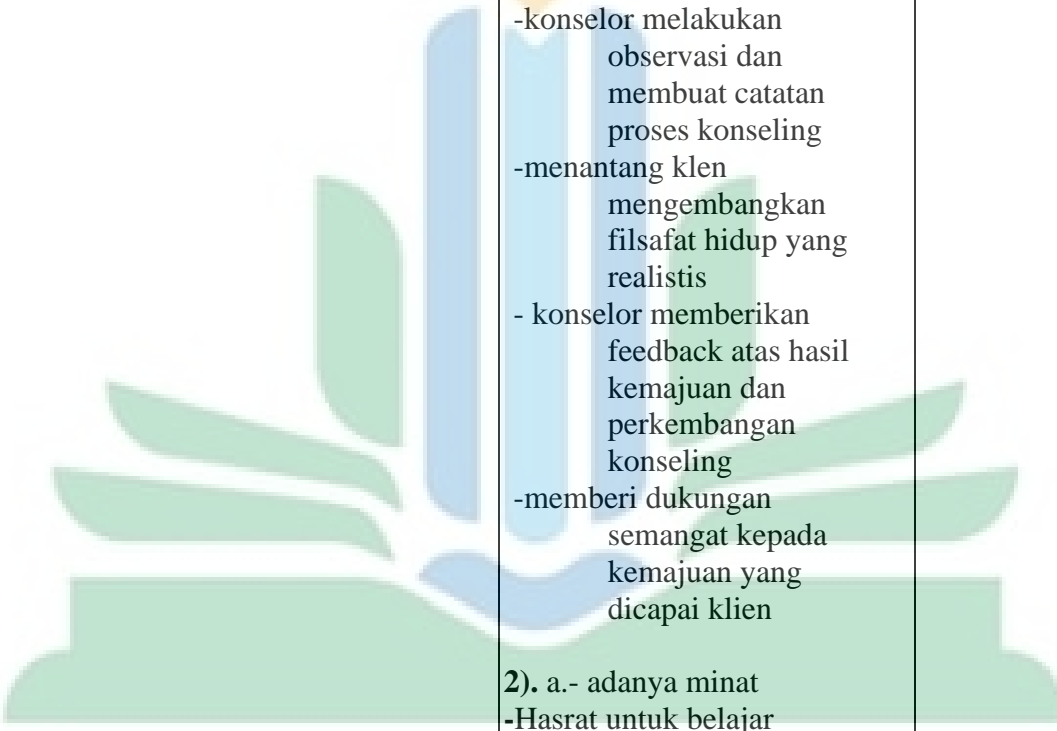 -konselor melakukan
observasi dan
membuat catatan
proses konseling
-menantang klen
mengembangkan
filsafat hidup yang
realistis
- konselor memberikan
feedback atas hasil
kemajuan dan
perkembangan
konseling
-memberi dukungan
semangat kepada
kemajuan yang
dicapai klien
2). a.- adanya minat
-Hasrat untuk belajar